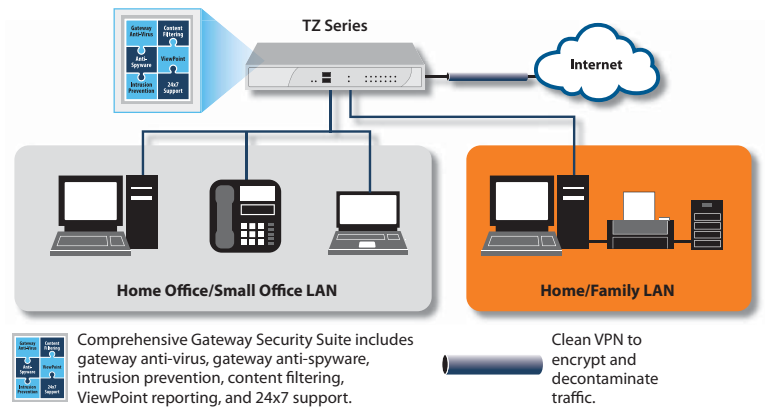 TZ Series
Gateway Anti-Virus
Content Filtering
Anti-Spyware
ViewPoint
Intrusion Prevention
24x7 Support
Internet
Home Office/Small Office LAN
Home/Family LAN
Gateway Anti-Virus
Content Filtering
Anti-Spyware
ViewPoint
Intrusion Prevention
24x7 Support
Comprehensive Gateway Security Suite includes
gateway anti-virus, gateway anti-spyware,
intrusion prevention, content filtering,
ViewPoint reporting, and 24x7 support.
Clean VPN to
encrypt and
decontaminate
traffic.